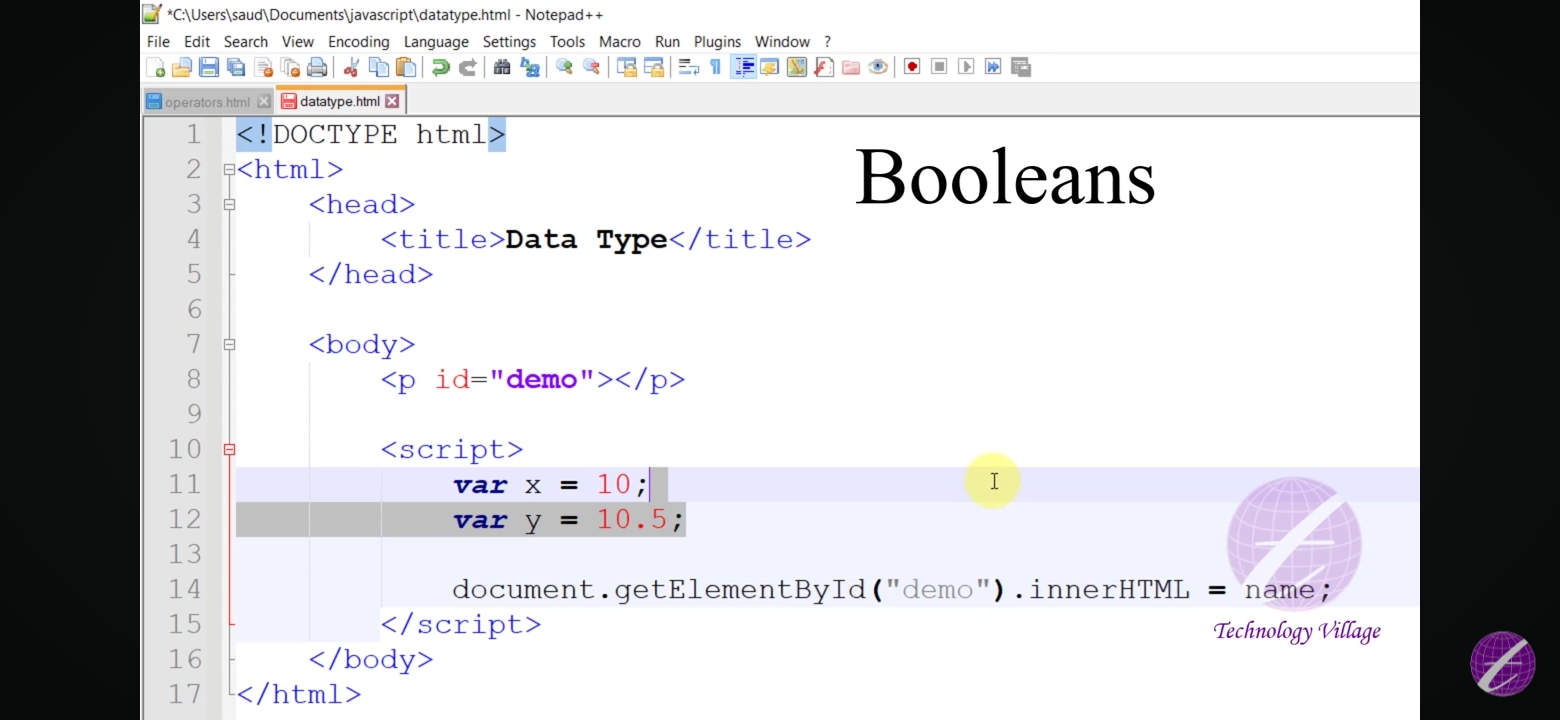 *C:\Users\saud\Documents\javascript\datatype.html - Notepad++
File Edit Search View Encoding Language Settings Tools Macro Run Plugins Window ?
operators.html datatype.html
Booleans
1 <!DOCTYPE html>
2 <html>
3 <head>
4 <title>Data Type</title>
5 </head>
6
7 <body>
8 <p id="demo"></p>
9
10 <script>
11 var x = 10;
12 var y = 10.5;
13
14 document.getElementById("demo").innerHTML = name;
15 </script>
16 </body>
17 </html>
Technology Village